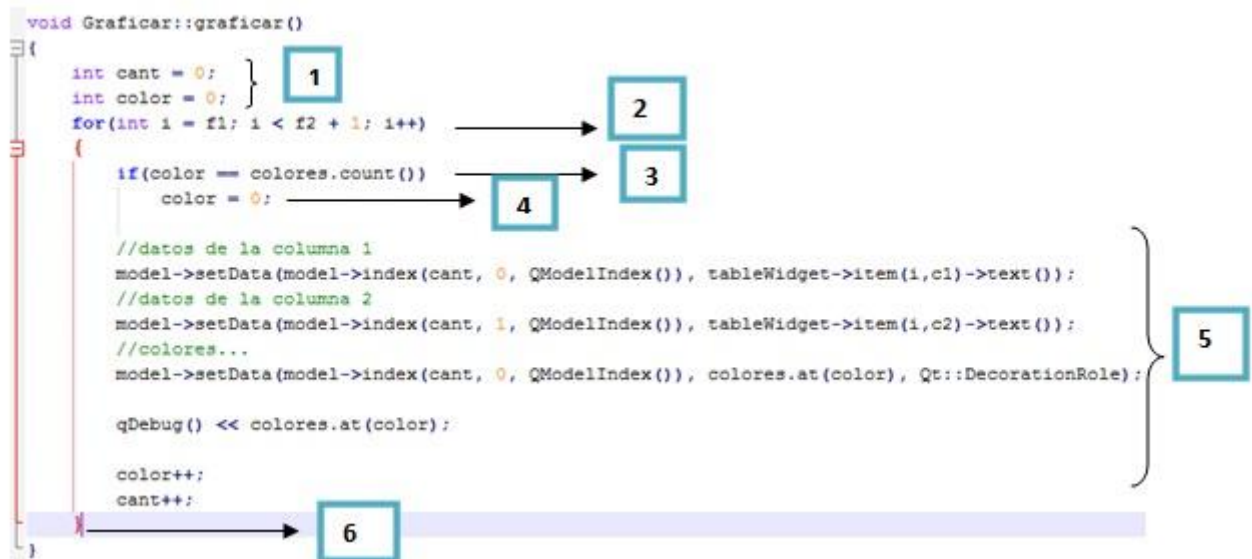 void Graficar::graficar()
{
int cant = 0;
1
int color = 0;
for(int i = f1; i < f2 + 1; i++)
2
{
if(color == colores.count())
3
color = 0;
4
//datos de la columna 1
model->setData(model->index(cant, 0, QModelIndex()), tableWidget->item(i,c1)->text());
//datos de la columna 2
model->setData(model->index(cant, 1, QModelIndex()), tableWidget->item(i,c2)->text());
5
//colores...
model->setData(model->index(cant, 0, QModelIndex()), colores.at(color), Qt::DecorationRole);
qDebug() << colores.at(color);
color++;
cant++;
}
6
}